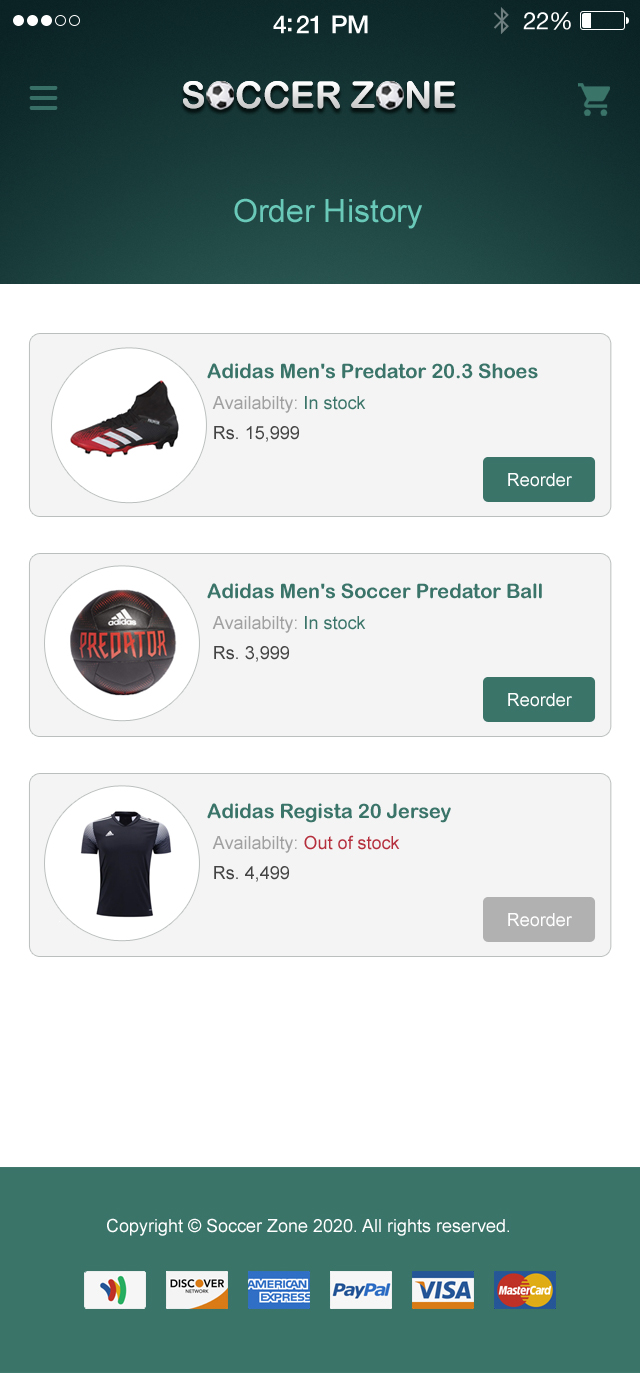 4:21 PM 22%
SOCCER ZONE
Order History
Adidas Men's Predator 20.3 Shoes
Availabilty: In stock
Rs. 15,999
Reorder
adidas
PREDATOR
Adidas Men's Soccer Predator Ball
Availabilty: In stock
Rs. 3,999
Reorder
Adidas Regista 20 Jersey
Availabilty: Out of stock
Rs. 4,499
Reorder
Copyright © Soccer Zone 2020. All rights reserved.
DISCOVER
NETWORK
AMERICAN
EXPRESS
PayPal
VISA
MasterCard